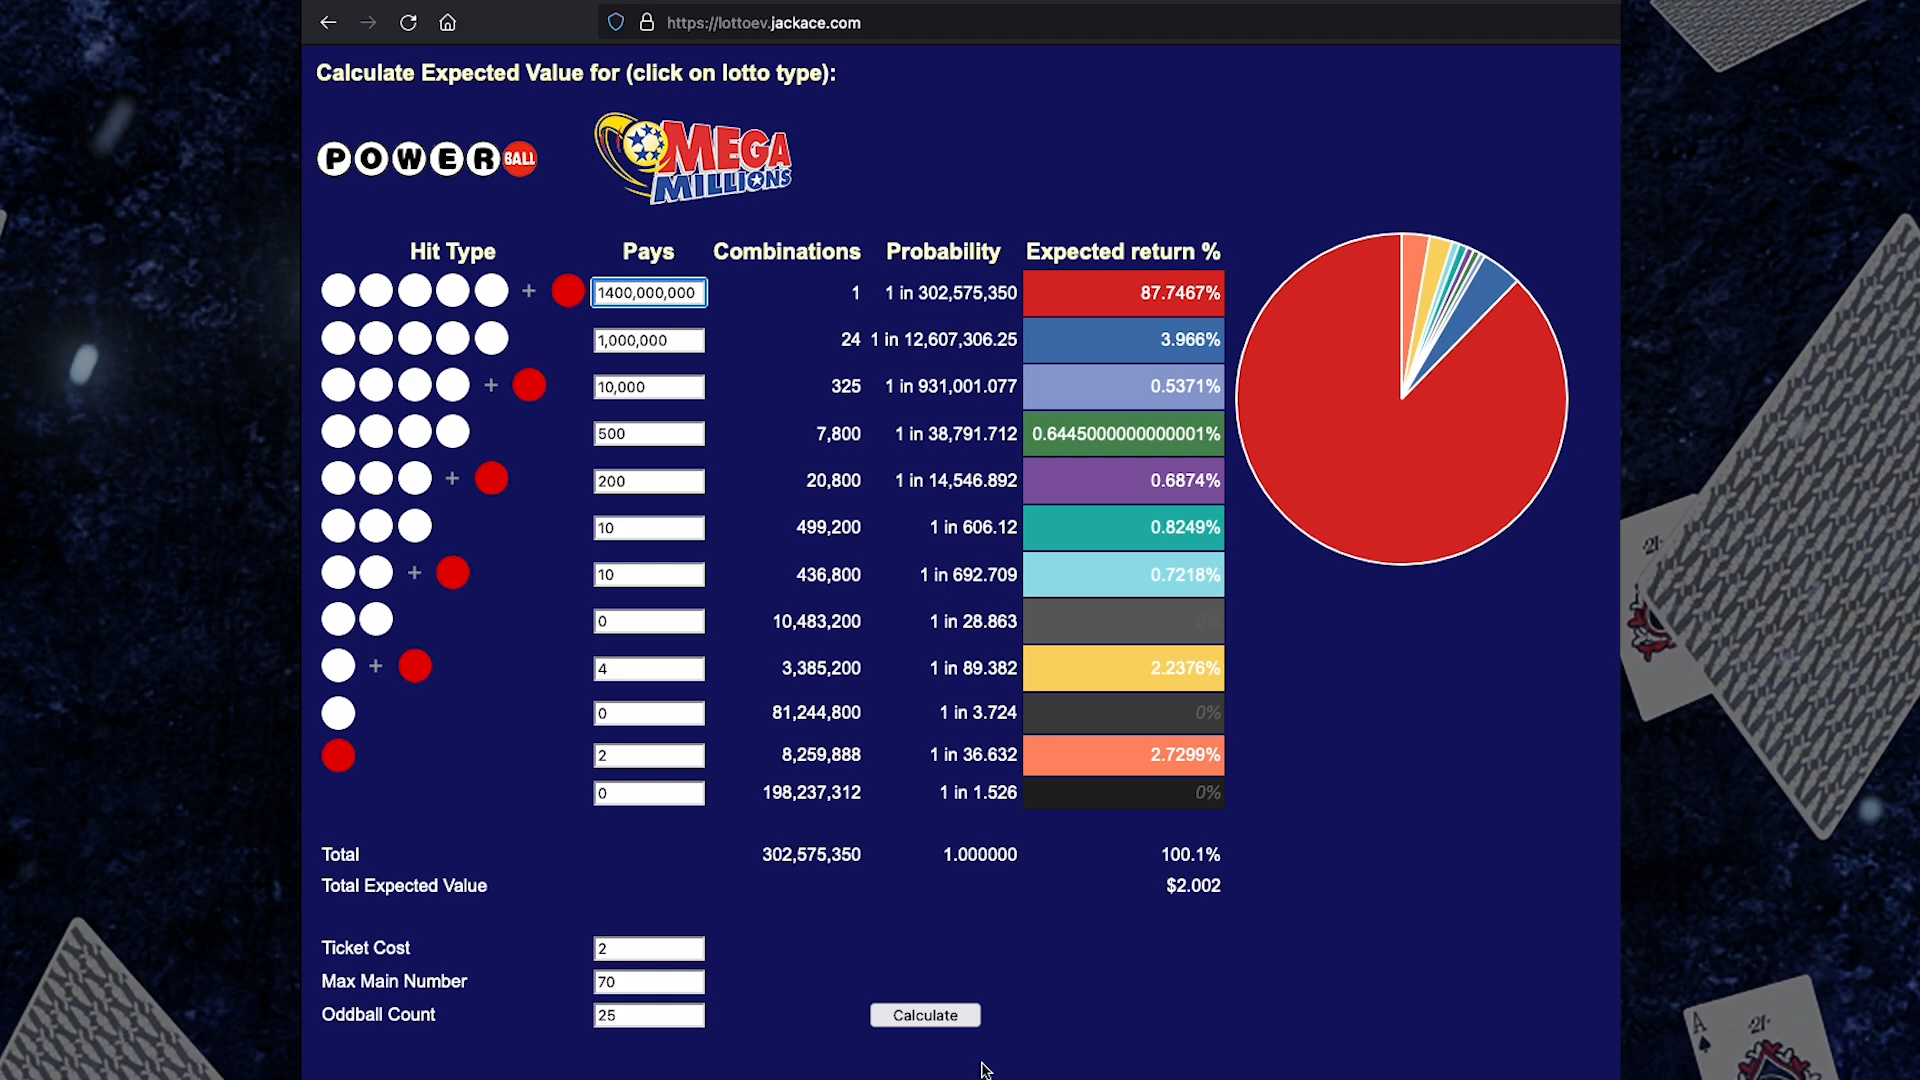 https://lottoev.jackace.com
Calculate Expected Value for (click on lotto type):
POWER BALL
MEGA
MILLIONS
Hit Type Pays Combinations Probability Expected return %
+ 1400,000,000 1 1 in 302,575,350 87.7467%
1,000,000 24 1 in 12,607,306.25 3.966%
+ 10,000 325 1 in 931,001.077 0.5371%
500 7,800 1 in 38,791.712 0.6445000000000001%
+ 200 20,800 1 in 14,546.892 0.6874%
10 499,200 1 in 606.12 0.8249%
+ 10 436,800 1 in 692.709 0.7218%
0 10,483,200 1 in 28.863 0%
+ 4 3,385,200 1 in 89.382 2.2376%
0 81,244,800 1 in 3.724 0%
2 8,259,888 1 in 36.632 2.7299%
0 198,237,312 1 in 1.526 0%
Total 302,575,350 1.000000 100.1%
Total Expected Value $2.002
Ticket Cost 2
Max Main Number 70
Oddball Count 25
Calculate
A